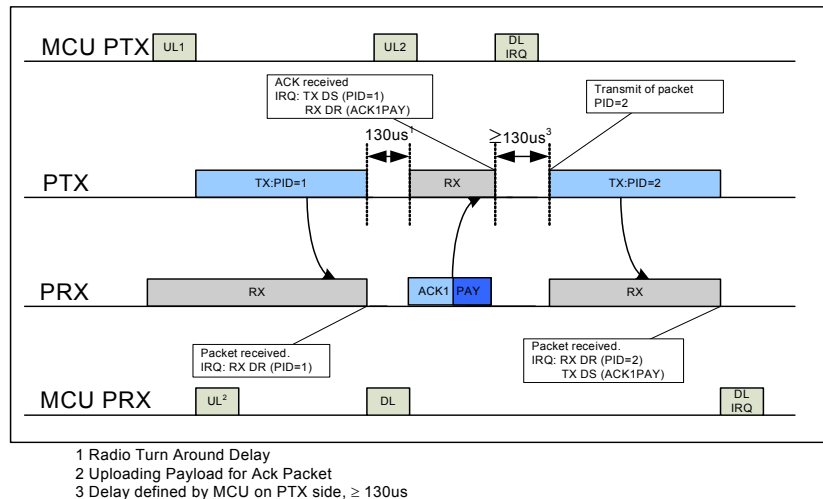 MCU PTX
UL1
UL2
DL
IRQ
ACK received
IRQ: TX DS (PID=1)
RX DR (ACK1PAY)
Transmit of packet
PID=2
130us1
≥130us3
PTX
TX:PID=1
RX
TX:PID=2
PRX
RX
ACK1 PAY
RX
Packet received.
IRQ: RX DR (PID=1)
Packet received.
IRQ: RX DR (PID=2)
TX DS (ACK1PAY)
MCU PRX
UL2
DL
DL
IRQ
1 Radio Turn Around Delay
2 Uploading Payload for Ack Packet
3 Delay defined by MCU on PTX side, ≥ 130us